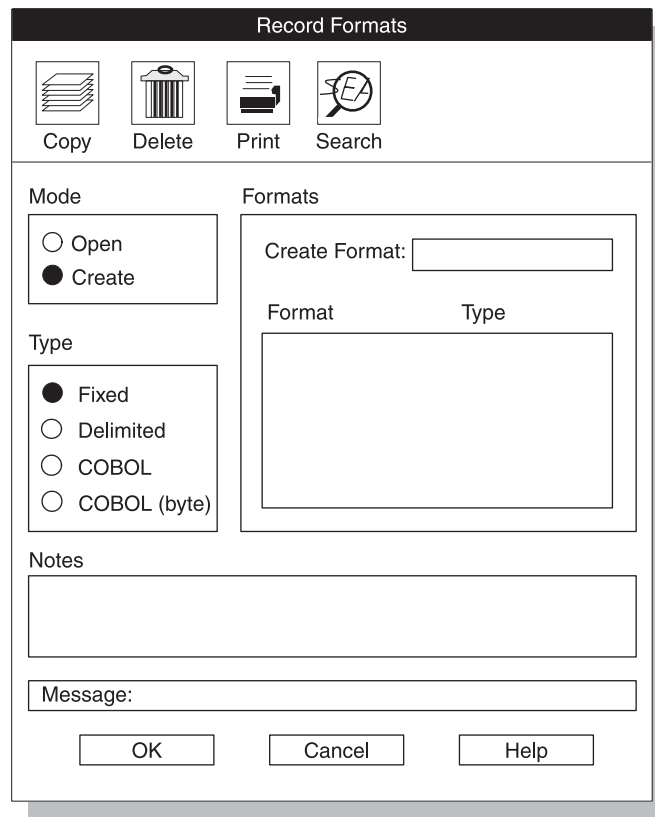 Record Formats
SEA
Copy Delete Print Search
Mode
Open
Create
Type
Fixed
Delimited
COBOL
COBOL (byte)
Formats
Create Format:
Format Type
Notes
Message:
OK Cancel Help